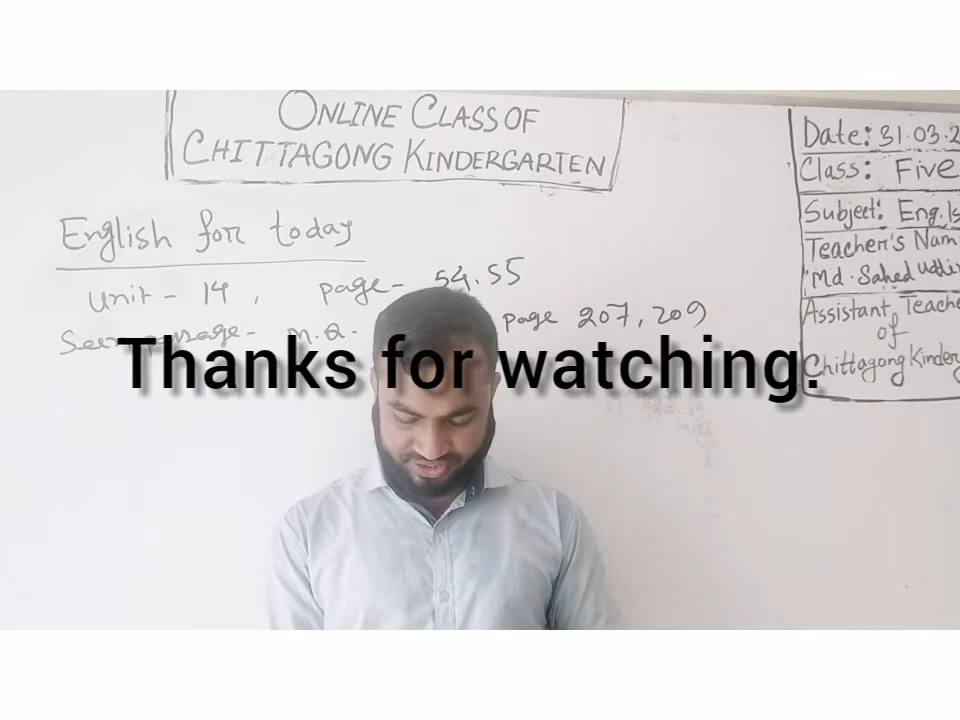 ONLINE CLASS OF
CHITTAGONG KINDERGARTEN
English for today
Unit - 14, page - 54, 55
m.a. page 207, 209
Thanks for watching.
Date: 31.03.2
Class: Five
Subject: Eng.
Teacher's Nam
Md. Sahed Uddin
Assistant Teache
of
Chittagong Kinderg